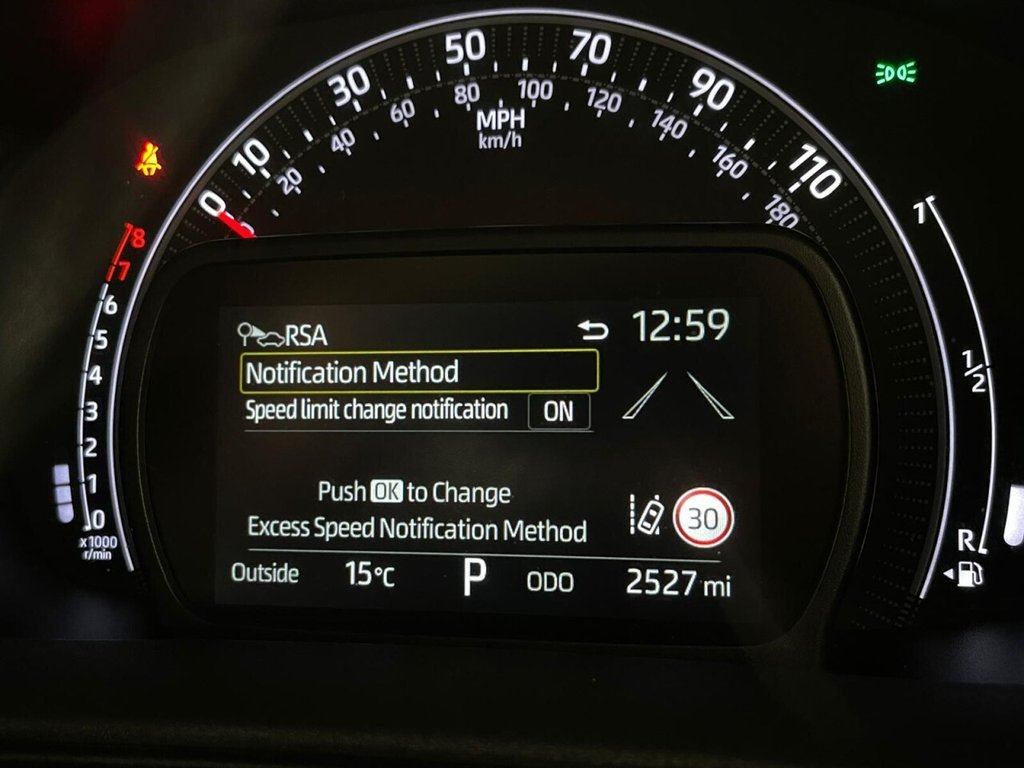 0 10 30 50 70 90 110
20 40 60 80 100 120 140 160 180
MPH
km/h
8
7
6
5
4
3
2
1
0
x1000
r/min
RSA
12:59
Notification Method
Speed limit change notification ON
Push OK to Change
Excess Speed Notification Method
30
Outside 15°C P ODO 2527 mi
1
1/2
R